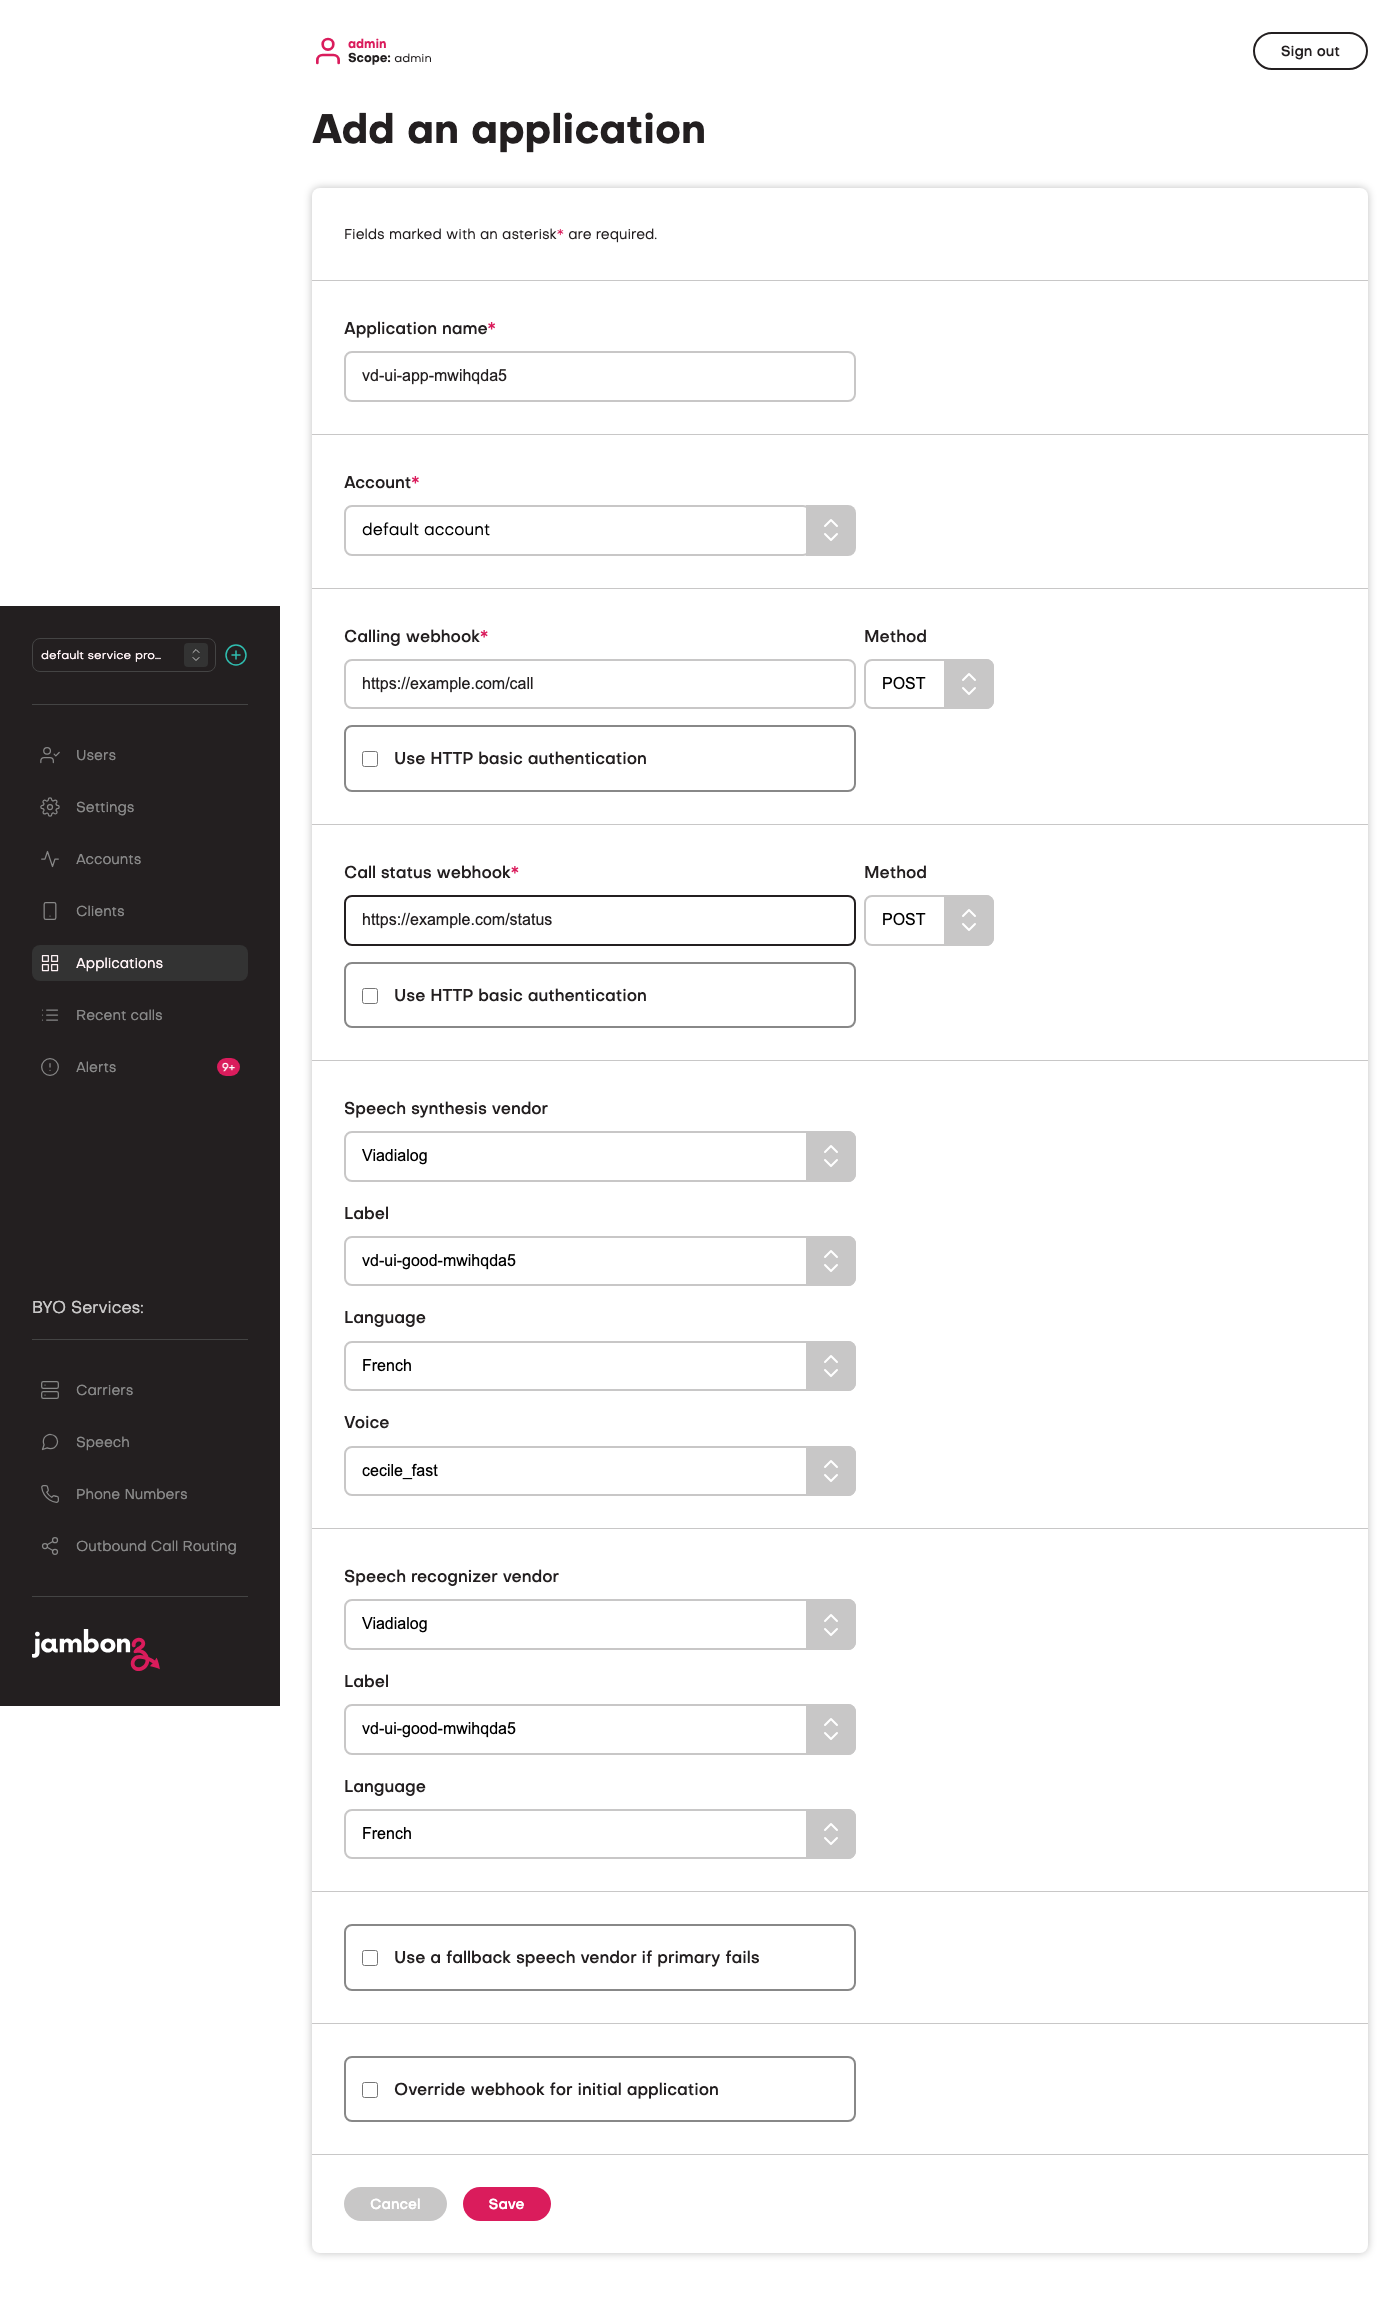 admin
Scope: admin
Sign out
Add an application
Fields marked with an asterisk* are required.
Application name*
vd-ui-app-mwihqda5
Account*
default account
Calling webhook*
Method
https://example.com/call
POST
Use HTTP basic authentication
Call status webhook*
Method
https://example.com/status
POST
Use HTTP basic authentication
Speech synthesis vendor
Viadialog
Label
vd-ui-good-mwihqda5
Language
French
Voice
cecile_fast
Speech recognizer vendor
Viadialog
Label
vd-ui-good-mwihqda5
Language
French
Use a fallback speech vendor if primary fails
Override webhook for initial application
Cancel
Save
default service pro...
Users
Settings
Accounts
Clients
Applications
Recent calls
Alerts
9+
BYO Services:
Carriers
Speech
Phone Numbers
Outbound Call Routing
jambonz